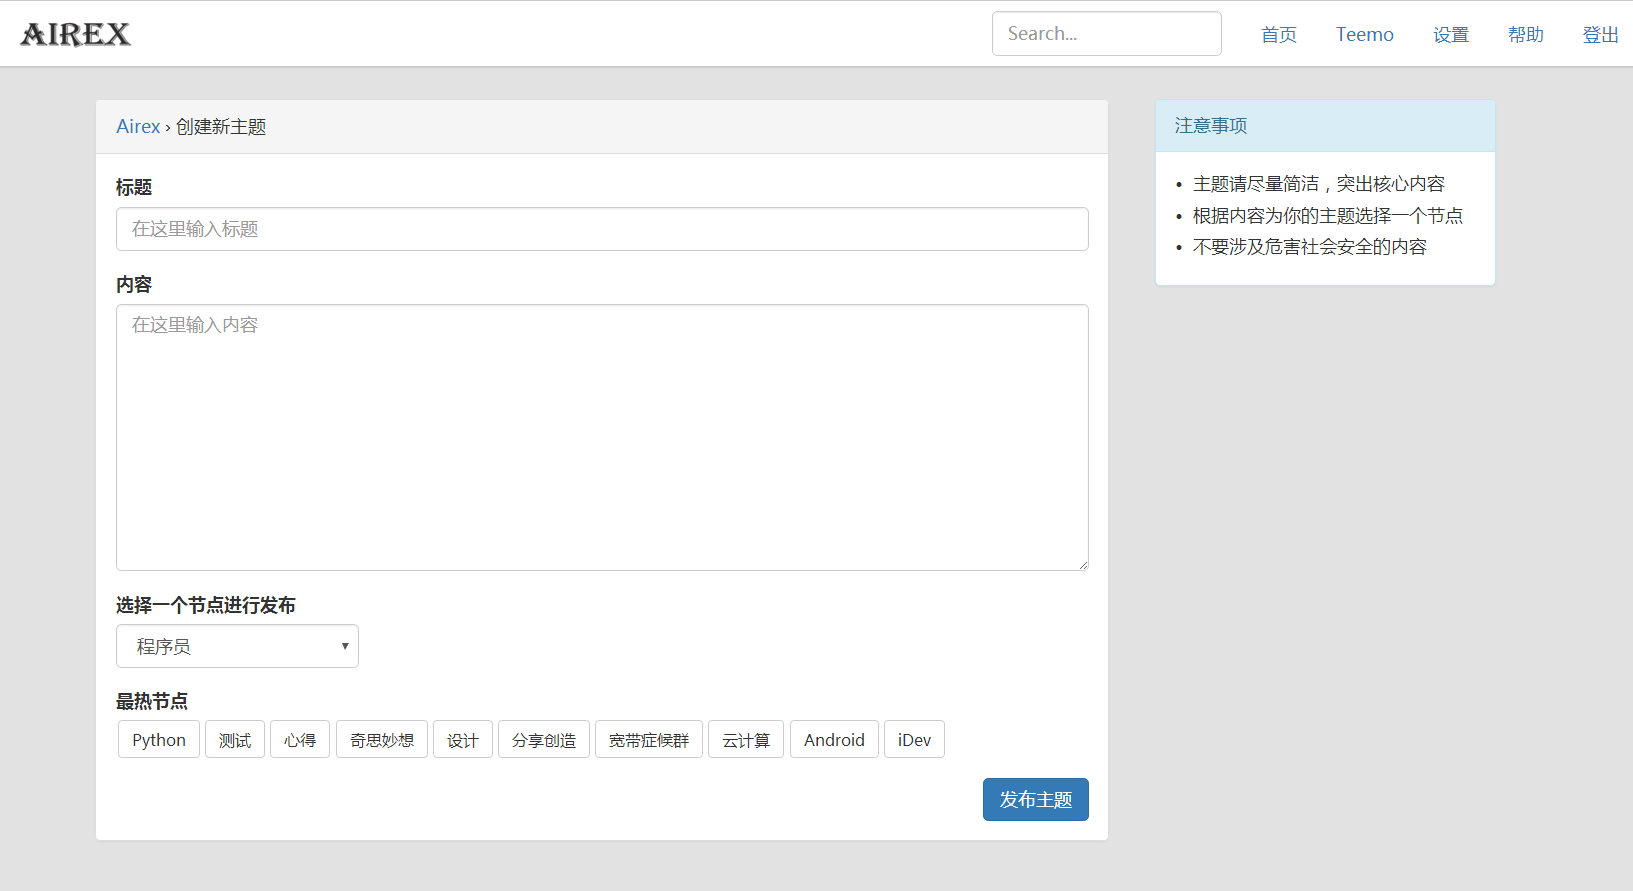 AIREX
Search...
首页
Teemo
设置
帮助
登出
Airex › 创建新主题
标题
在这里输入标题
内容
在这里输入内容
选择一个节点进行发布
程序员
最热节点
Python
测试
心得
奇思妙想
设计
分享创造
宽带症候群
云计算
Android
iDev
发布主题
注意事项
• 主题请尽量简洁，突出核心内容
• 根据内容为你的主题选择一个节点
• 不要涉及危害社会安全的内容